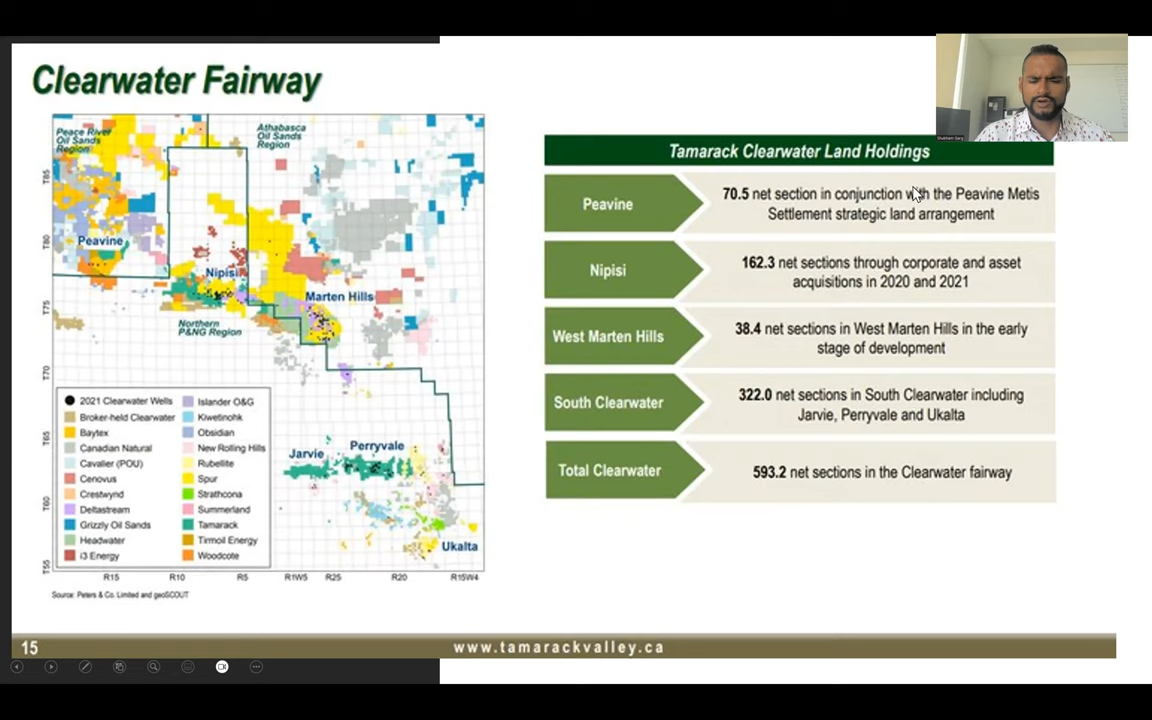 Clearwater Fairway
Peace River
Oil Sands
Region
Athabasca
Oil Sands
Region
T85
T80
T75
T70
T65
T60
T55
Peavine
Nipisi
Marten Hills
Northern
P&NG Region
Jarvie
Perryvale
Ukalta
2021 Clearwater Wells
Broker-held Clearwater
Baytex
Canadian Natural
Cavalier (POU)
Cenovus
Crestwynd
Deltastream
Grizzly Oil Sands
Headwater
i3 Energy
Islander O&G
Kiwetinohk
Obsidian
New Rolling Hills
Rubellite
Spur
Strathcona
Summerland
Tamarack
Tirmoil Energy
Woodcote
R15
R10
R5
R1W5
R25
R20
R15W4
Source: Peters & Co. Limited and geoSCOUT
Tamarack Clearwater Land Holdings
Peavine
70.5 net section in conjunction with the Peavine Metis
Settlement strategic land arrangement
Nipisi
162.3 net sections through corporate and asset
acquisitions in 2020 and 2021
West Marten Hills
38.4 net sections in West Marten Hills in the early
stage of development
South Clearwater
322.0 net sections in South Clearwater including
Jarvie, Perryvale and Ukalta
Total Clearwater
593.2 net sections in the Clearwater fairway
15
www.tamarackvalley.ca
Shubham Garg